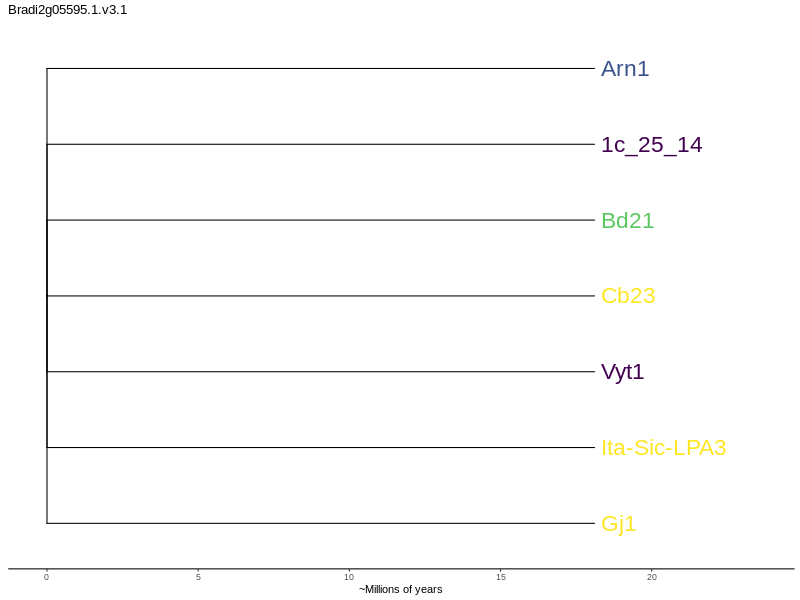 Bradi2g05595.1.v3.1
Arn1
1c_25_14
Bd21
Cb23
Vyt1
Ita-Sic-LPA3
Gj1
0 5 10 15 20
~Millions of years